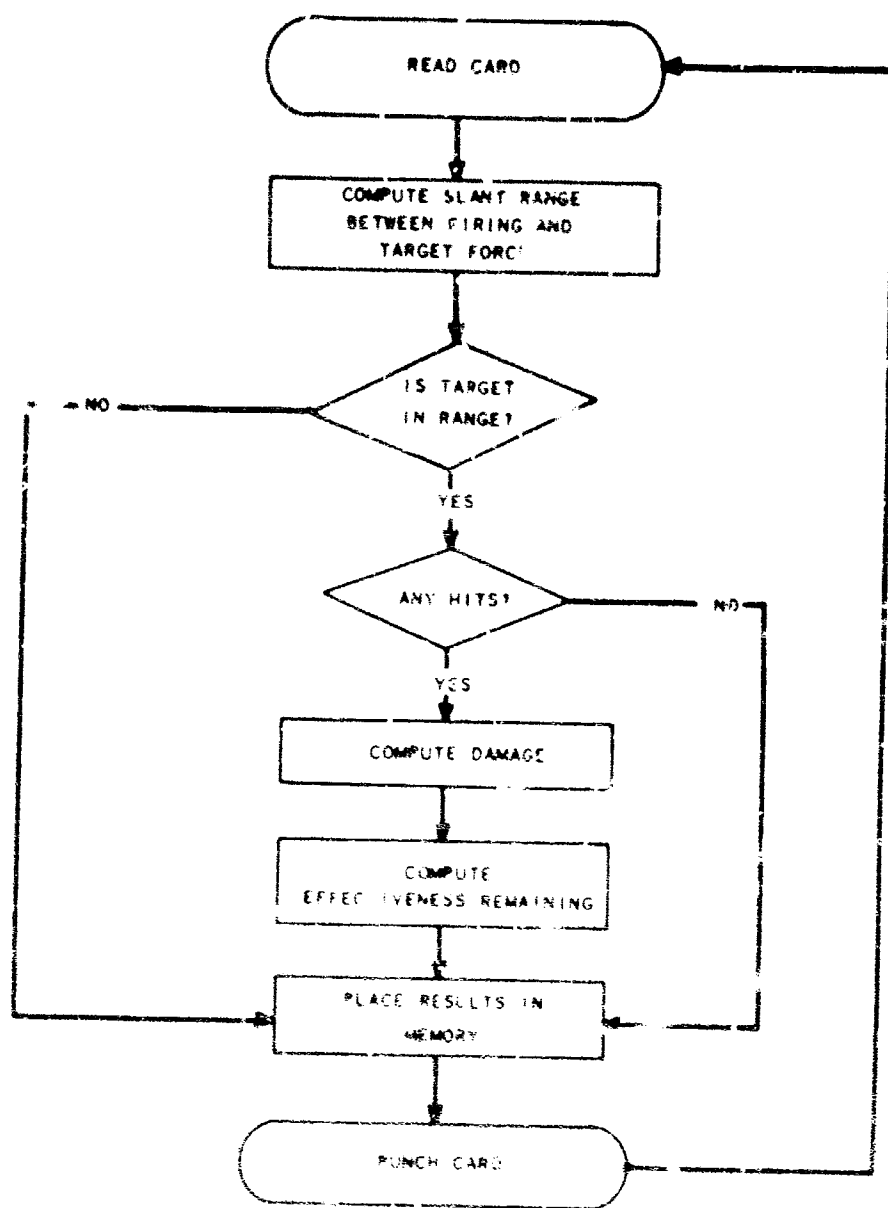 READ CARD
COMPUTE SLANT RANGE
BETWEEN FIRING AND
TARGET FORC
IS TARGET
IN RANGE?
NO
YES
ANY HITS?
NO
YES
COMPUTE DAMAGE
COMPUTE
EFFECTIVENESS REMAINING
PLACE RESULTS IN
MEMORY
PUNCH CARD